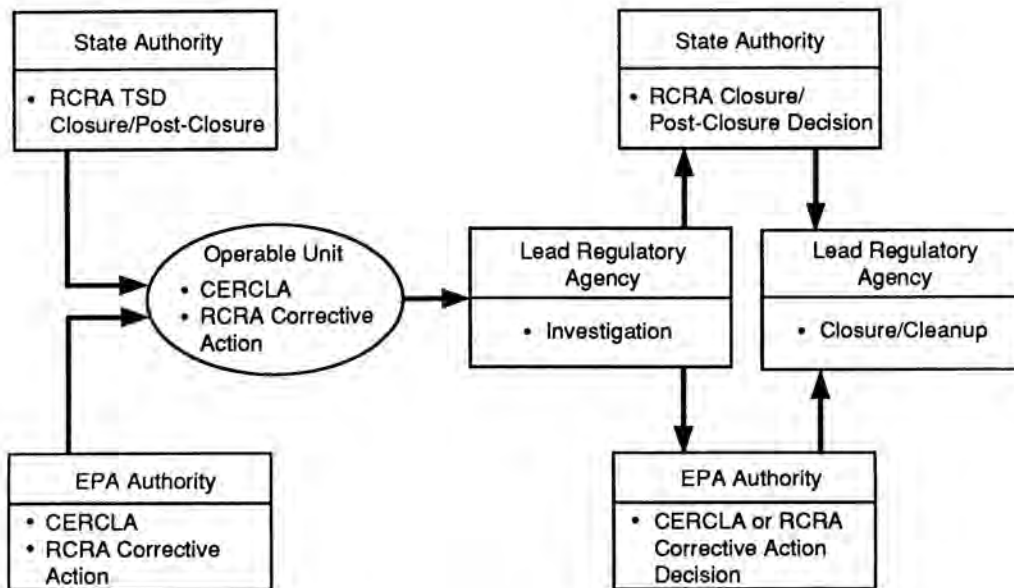 State Authority
• RCRA TSD
Closure/Post-Closure
State Authority
• RCRA Closure/
Post-Closure Decision
Operable Unit
• CERCLA
• RCRA Corrective
Action
Lead Regulatory
Agency
• Investigation
Lead Regulatory
Agency
• Closure/Cleanup
EPA Authority
• CERCLA
• RCRA Corrective
Action
EPA Authority
• CERCLA or RCRA
Corrective Action
Decision